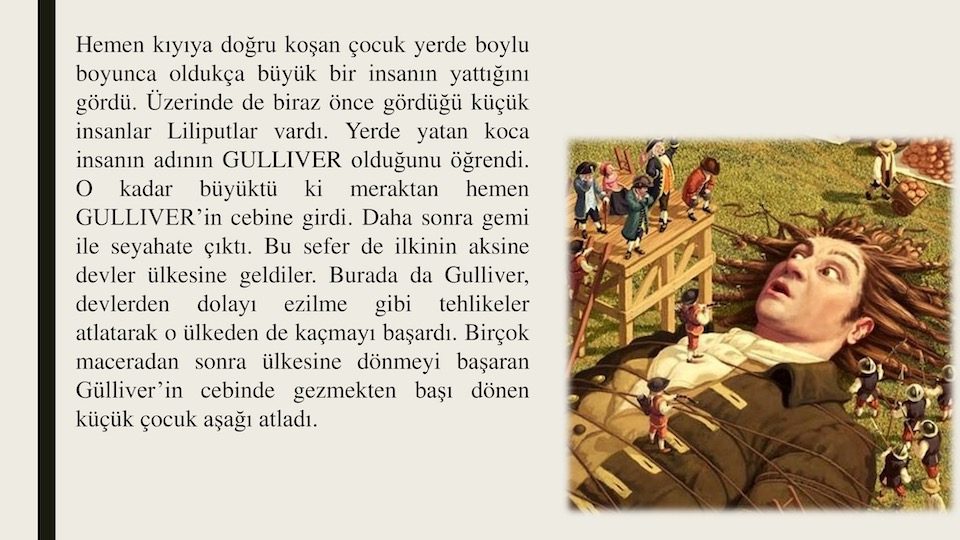 Hemen kıyıya doğru koşan çocuk yerde boylu
boyunca oldukça büyük bir insanın yattığını
gördü. Üzerinde de biraz önce gördüğü küçük
insanlar Liliputlar vardı. Yerde yatan koca
insanın adının GULLIVER olduğunu öğrendi.
O kadar büyüktü ki meraktan hemen
GULLIVER’in cebine girdi. Daha sonra gemi
ile seyahate çıktı. Bu sefer de ilkinin aksine
devler ülkesine geldiler. Burada da Gulliver,
devlerden dolayı ezilme gibi tehlikeler
atlatarak o ülkeden de kaçmayı başardı. Birçok
maceradan sonra ülkesine dönmeyi başaran
Gülliver’in cebinde gezmekten başı dönen
küçük çocuk aşağı atladı.